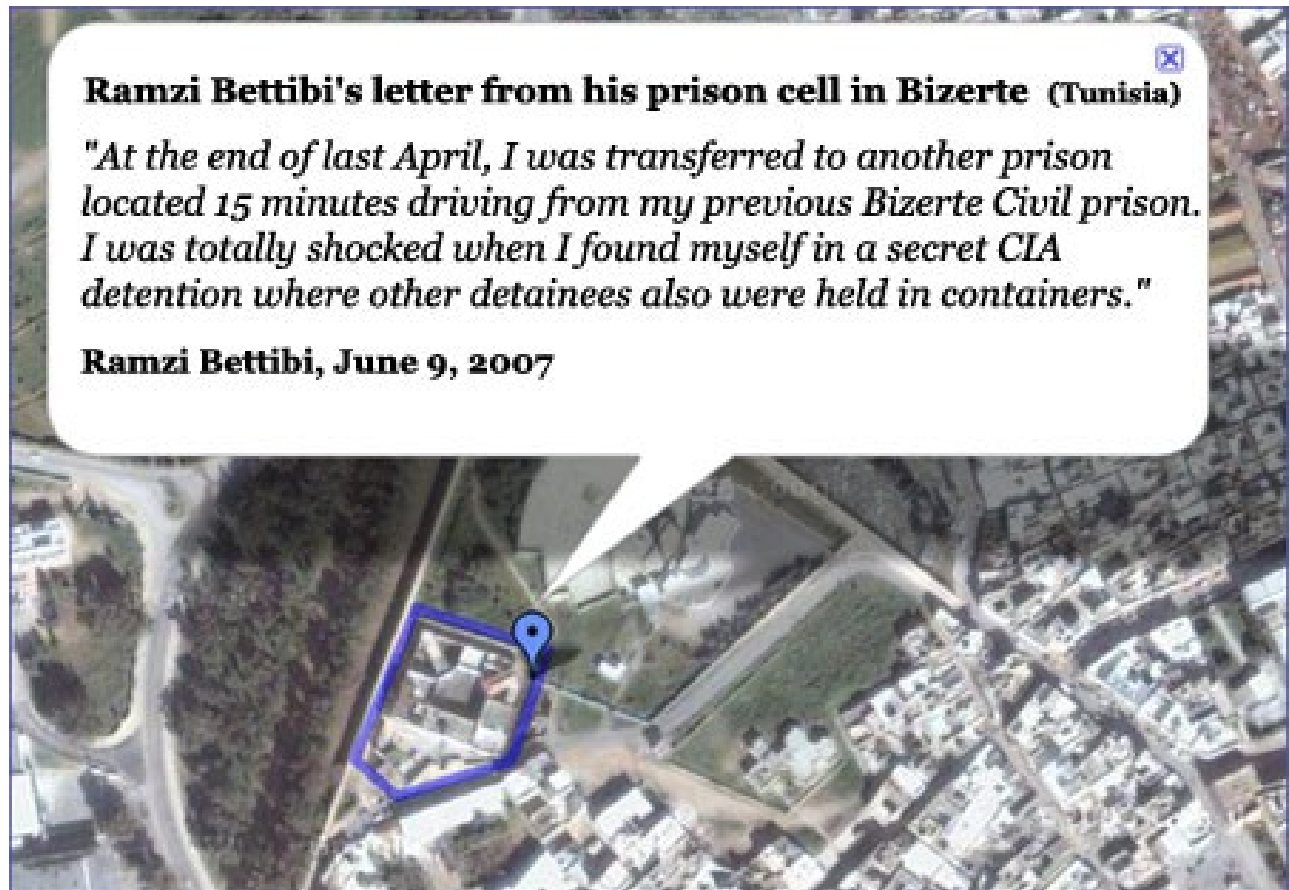 Ramzi Bettibi's letter from his prison cell in Bizerte (Tunisia)
"At the end of last April, I was transferred to another prison
located 15 minutes driving from my previous Bizerte Civil prison.
I was totally shocked when I found myself in a secret CIA
detention where other detainees also were held in containers."
Ramzi Bettibi, June 9, 2007